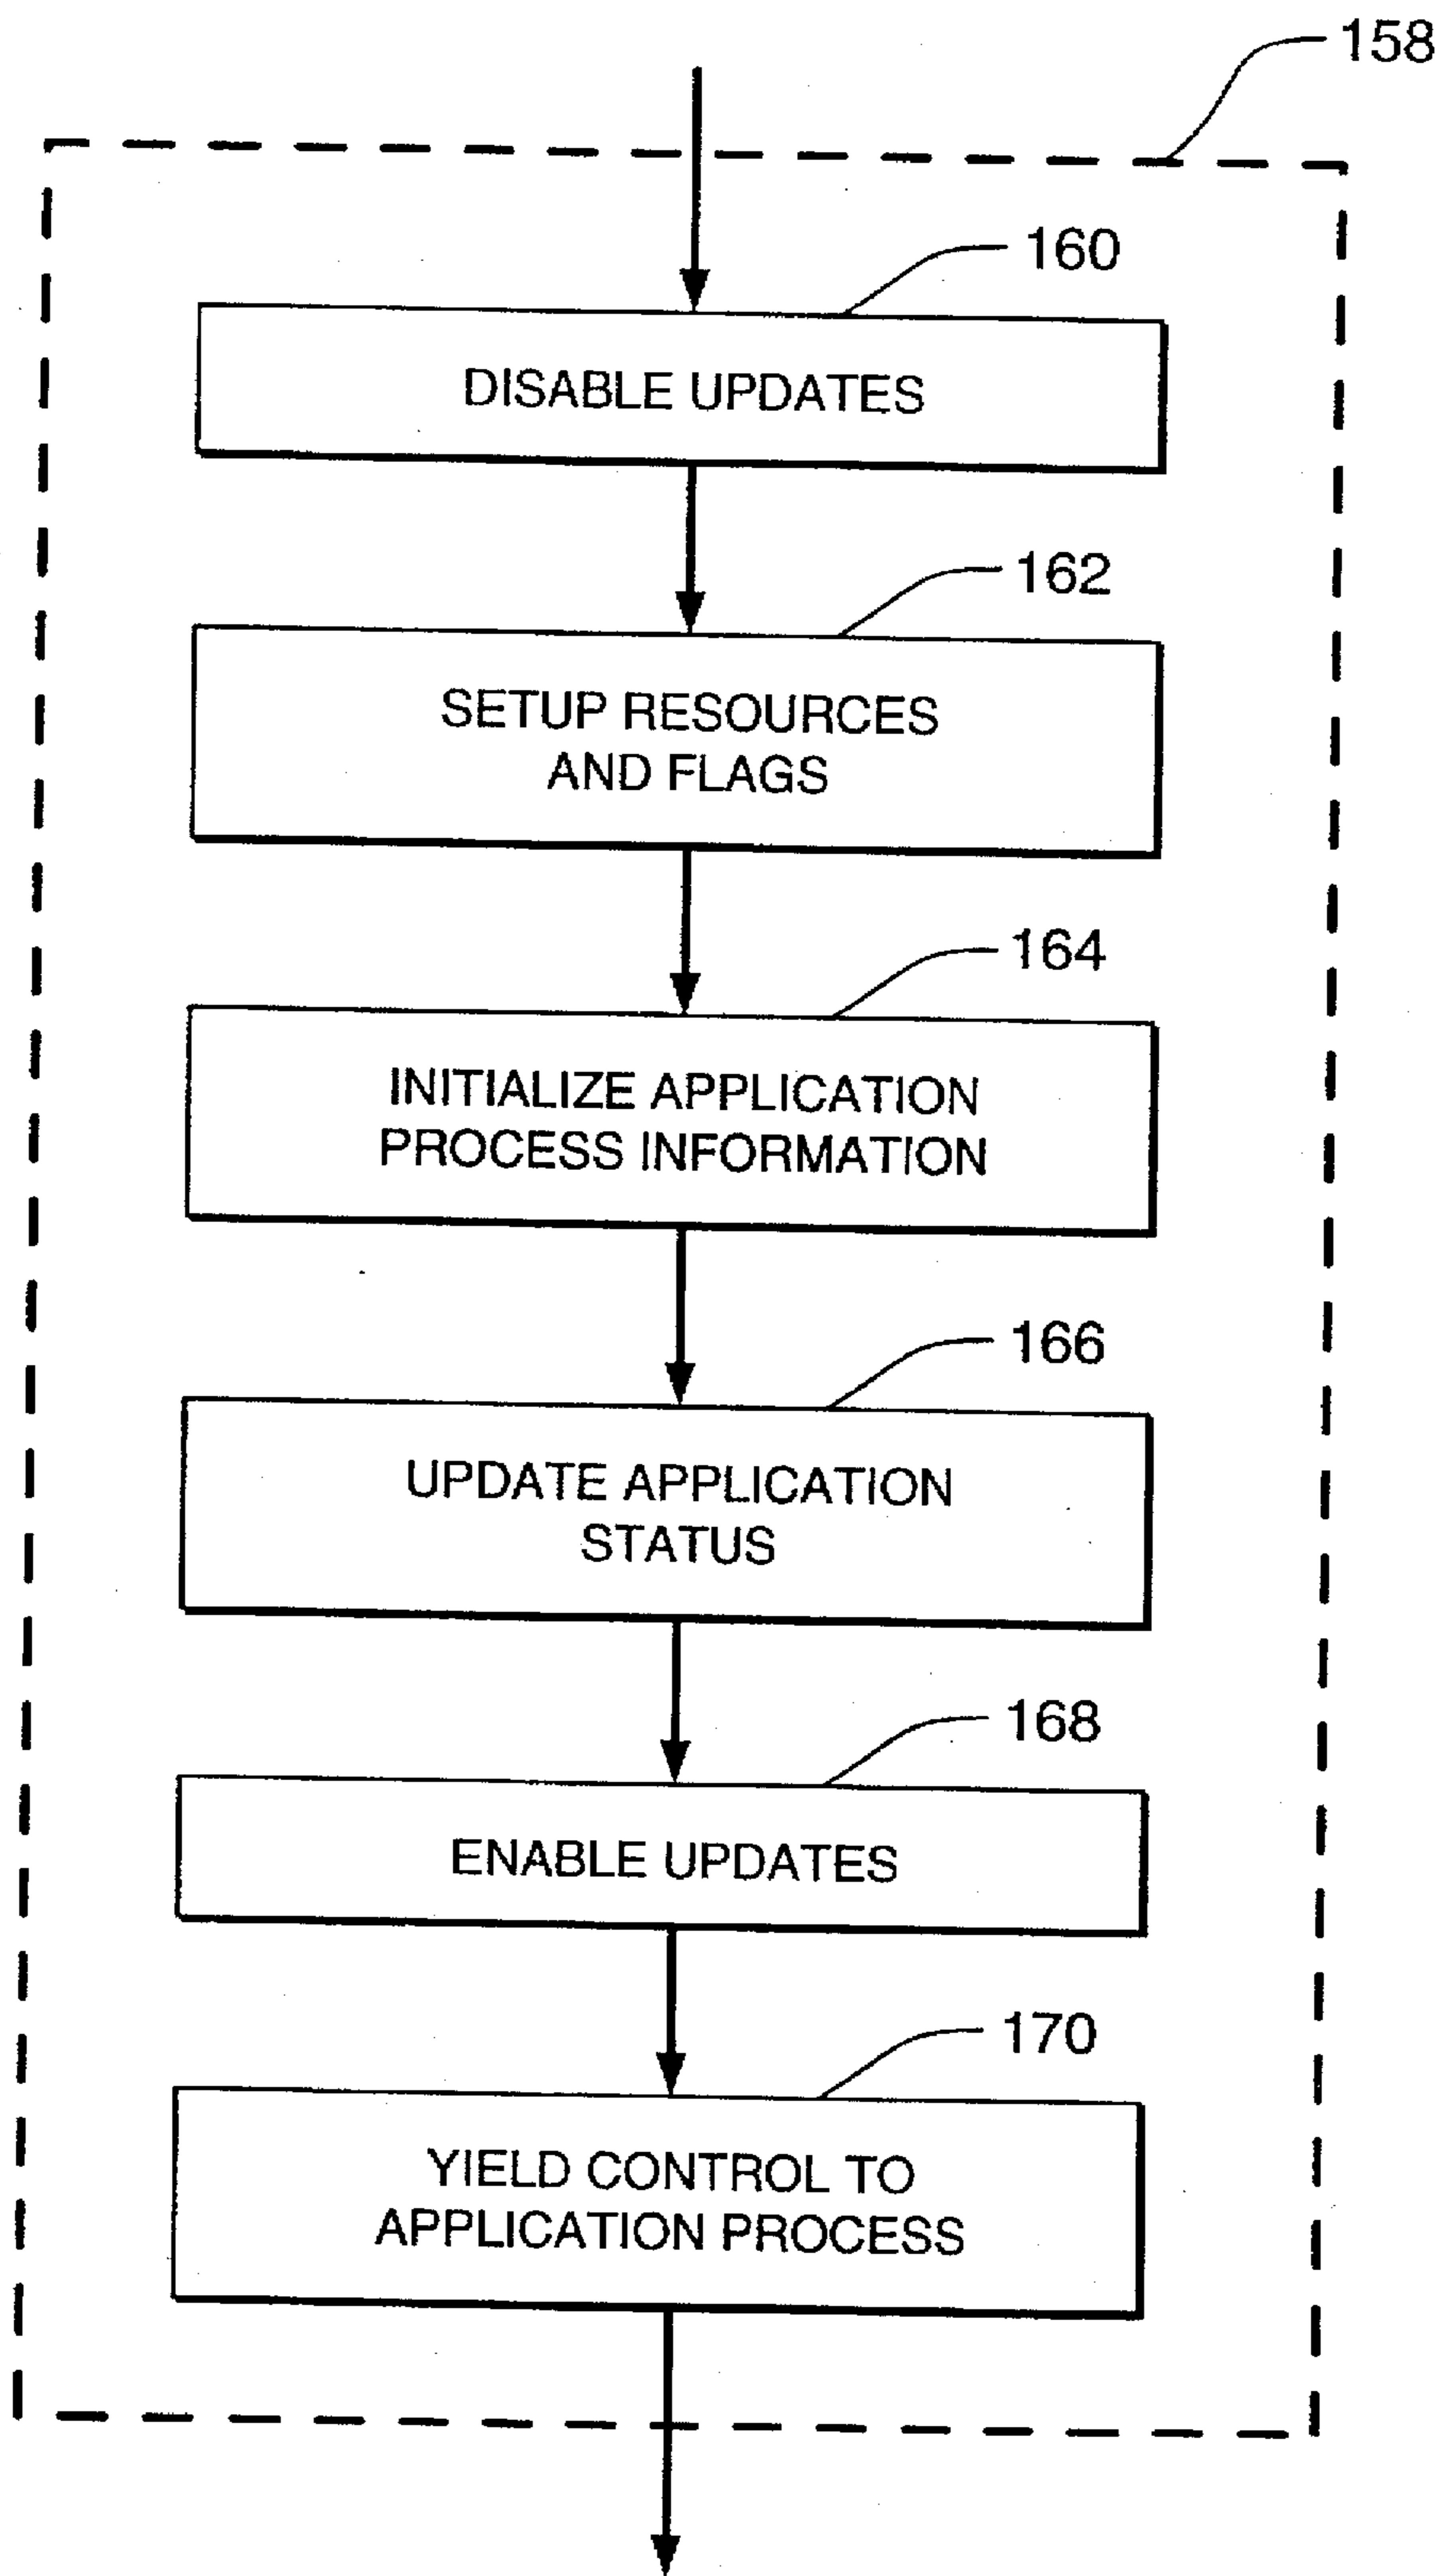 158
160
DISABLE UPDATES
162
SETUP RESOURCES
AND FLAGS
164
INITIALIZE APPLICATION
PROCESS INFORMATION
166
UPDATE APPLICATION
STATUS
168
ENABLE UPDATES
170
YIELD CONTROL TO
APPLICATION PROCESS